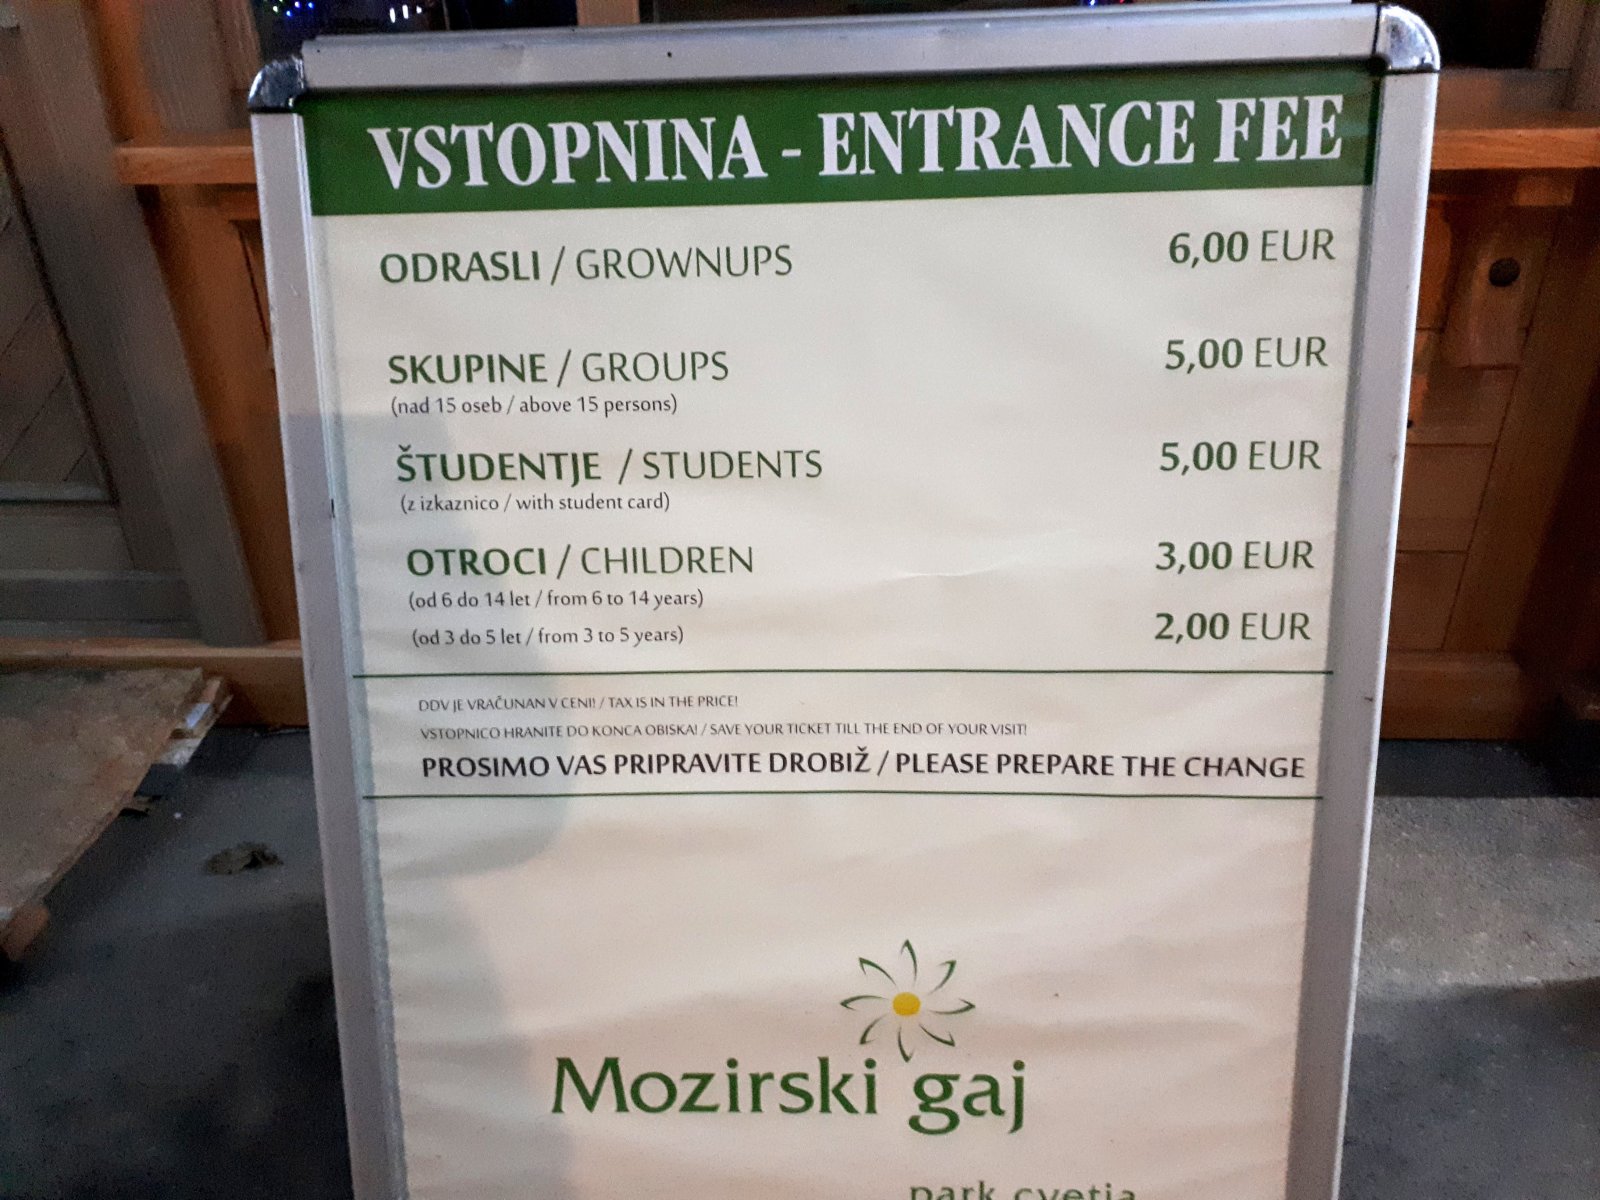 VSTOPNINA - ENTRANCE FEE
ODRASLI / GROWNUPS 6,00 EUR
SKUPINE / GROUPS 5,00 EUR
(nad 15 oseb / above 15 persons)
ŠTUDENTJE / STUDENTS 5,00 EUR
(z izkaznico / with student card)
OTROCI / CHILDREN 3,00 EUR
(od 6 do 14 let / from 6 to 14 years)
(od 3 do 5 let / from 3 to 5 years) 2,00 EUR
DDV JE VRAČUNAN V CENI! / TAX IS IN THE PRICE!
VSTOPNICO HRANITE DO KONCA OBISKA! / SAVE YOUR TICKET TILL THE END OF YOUR VISIT!
PROSIMO VAS PRIPRAVITE DROBIŽ / PLEASE PREPARE THE CHANGE
Mozirski gaj
park cvetja